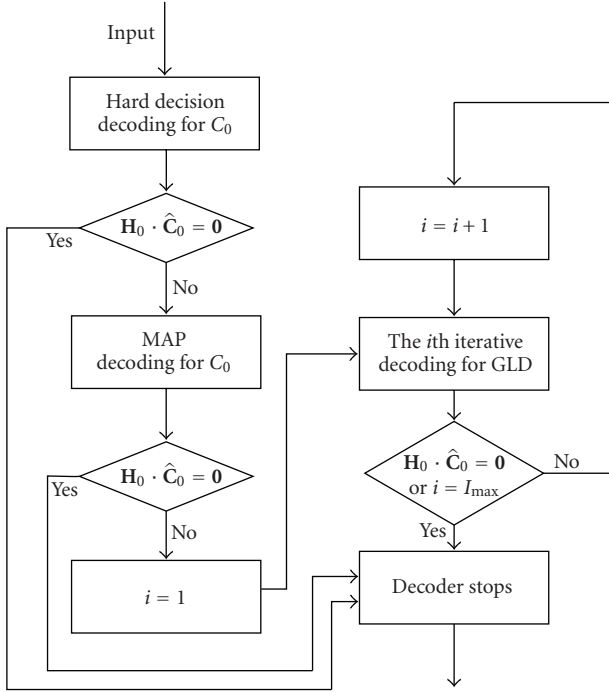 Input
Hard decision
decoding for C₀
H₀ · Ĉ₀ = 0
Yes
No
MAP
decoding for C₀
H₀ · Ĉ₀ = 0
Yes
No
i = 1
i = i + 1
The ith iterative
decoding for GLD
H₀ · Ĉ₀ = 0
or i = Iₘₐₓ
No
Yes
Decoder stops